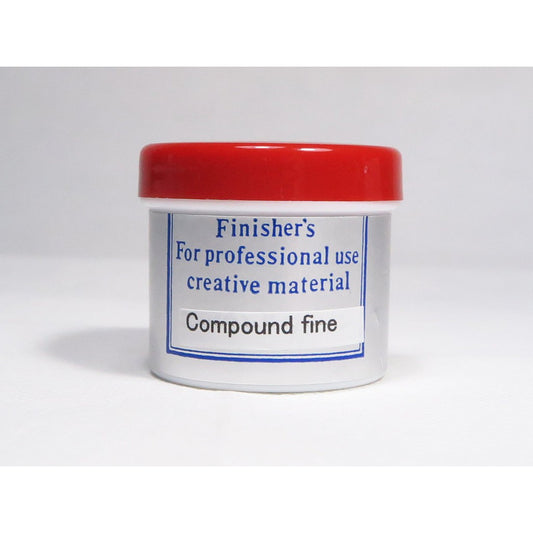 Finisher's
For professional use
creative material
Compound fine